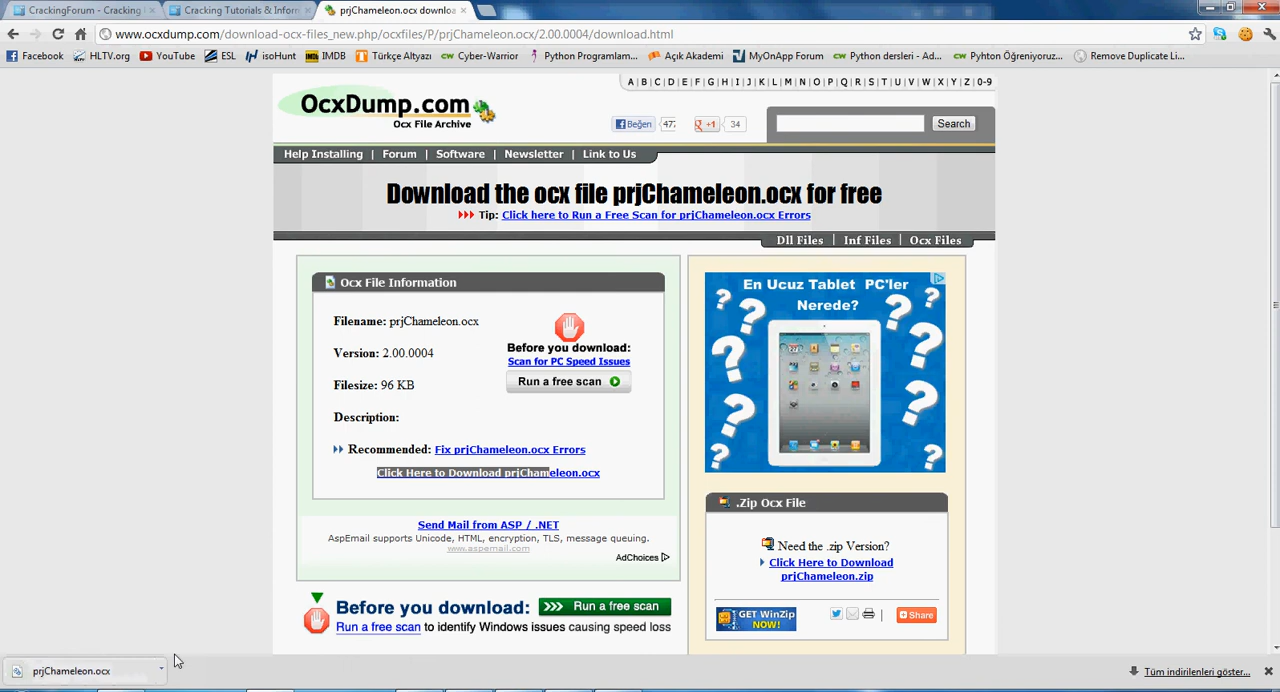 CrackingForum - Cracking
Cracking Tutorials & Inform
prjChameleon.ocx downloa
www.ocxdump.com/download-ocx-files_new.php/ocxfiles/P/prjChameleon.ocx/2.00.0004/download.html
Facebook
HLTV.org
YouTube
ESL
isoHunt
IMDB
Türkçe Altyazı
Cyber-Warrior
Python Programlam...
Açık Akademi
MyOnApp Forum
Python dersleri - De...
Pyhton Öğreniyoruz...
Remove Duplicate Li...
A|B|C|D|E|F|G|H|I|J|K|L|M|N|O|P|Q|R|S|T|U|V|W|X|Y|Z|0-9
OcxDump.com
Ocx File Archive
Beğen
477
+1
34
Search
Help Installing | Forum | Software | Newsletter | Link to Us
Download the ocx file prjChameleon.ocx for free
Tip: Click here to Run a Free Scan for prjChameleon.ocx Errors
Dll Files | Inf Files | Ocx Files
Ocx File Information
Filename: prjChameleon.ocx
Version: 2.00.0004
Filesize: 96 KB
Description:
Before you download:
Scan for PC Speed Issues
Run a free scan
Recommended: Fix prjChameleon.ocx Errors
Click Here to Download prjChameleon.ocx
Send Mail from ASP / .NET
AspEmail supports Unicode, HTML, encryption, TLS, message queuing.
www.aspemail.com
AdChoices
Before you download:
Run a free scan
Run a free scan to identify Windows issues causing speed loss
En Ucuz Tablet PC'ler
Nerede?
.Zip Ocx File
Need the .zip Version?
Click Here to Download
prjChameleon.zip
GET WinZip
NOW!
Share
prjChameleon.ocx
Tüm indirilenleri göster...